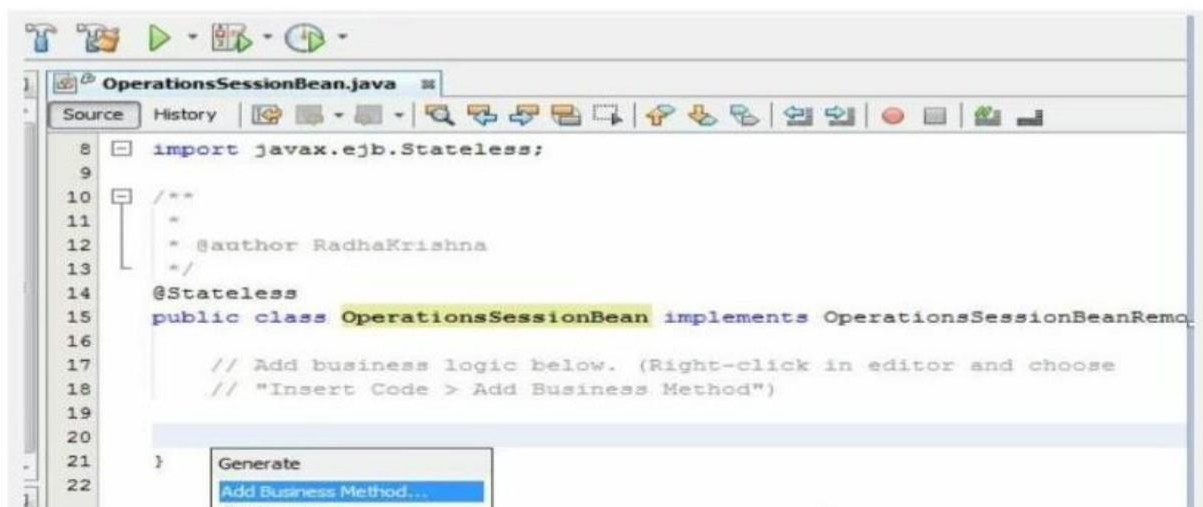 OperationsSessionBean.java
Source History
8 import javax.ejb.Stateless;
9
10 /**
11 *
12 * @author RadhaKrishna
13 */
14 @Stateless
15 public class OperationsSessionBean implements OperationsSessionBeanRemo
16
17 // Add business logic below. (Right-click in editor and choose
18 // "Insert Code > Add Business Method")
19
20
21 }
Generate
22
Add Business Method...